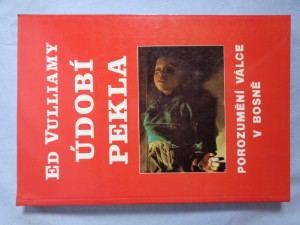 ED VULLIAMY
ÚDOBÍ
PEKLA
POROZUMĚNÍ VÁLCE
V BOSNĚ